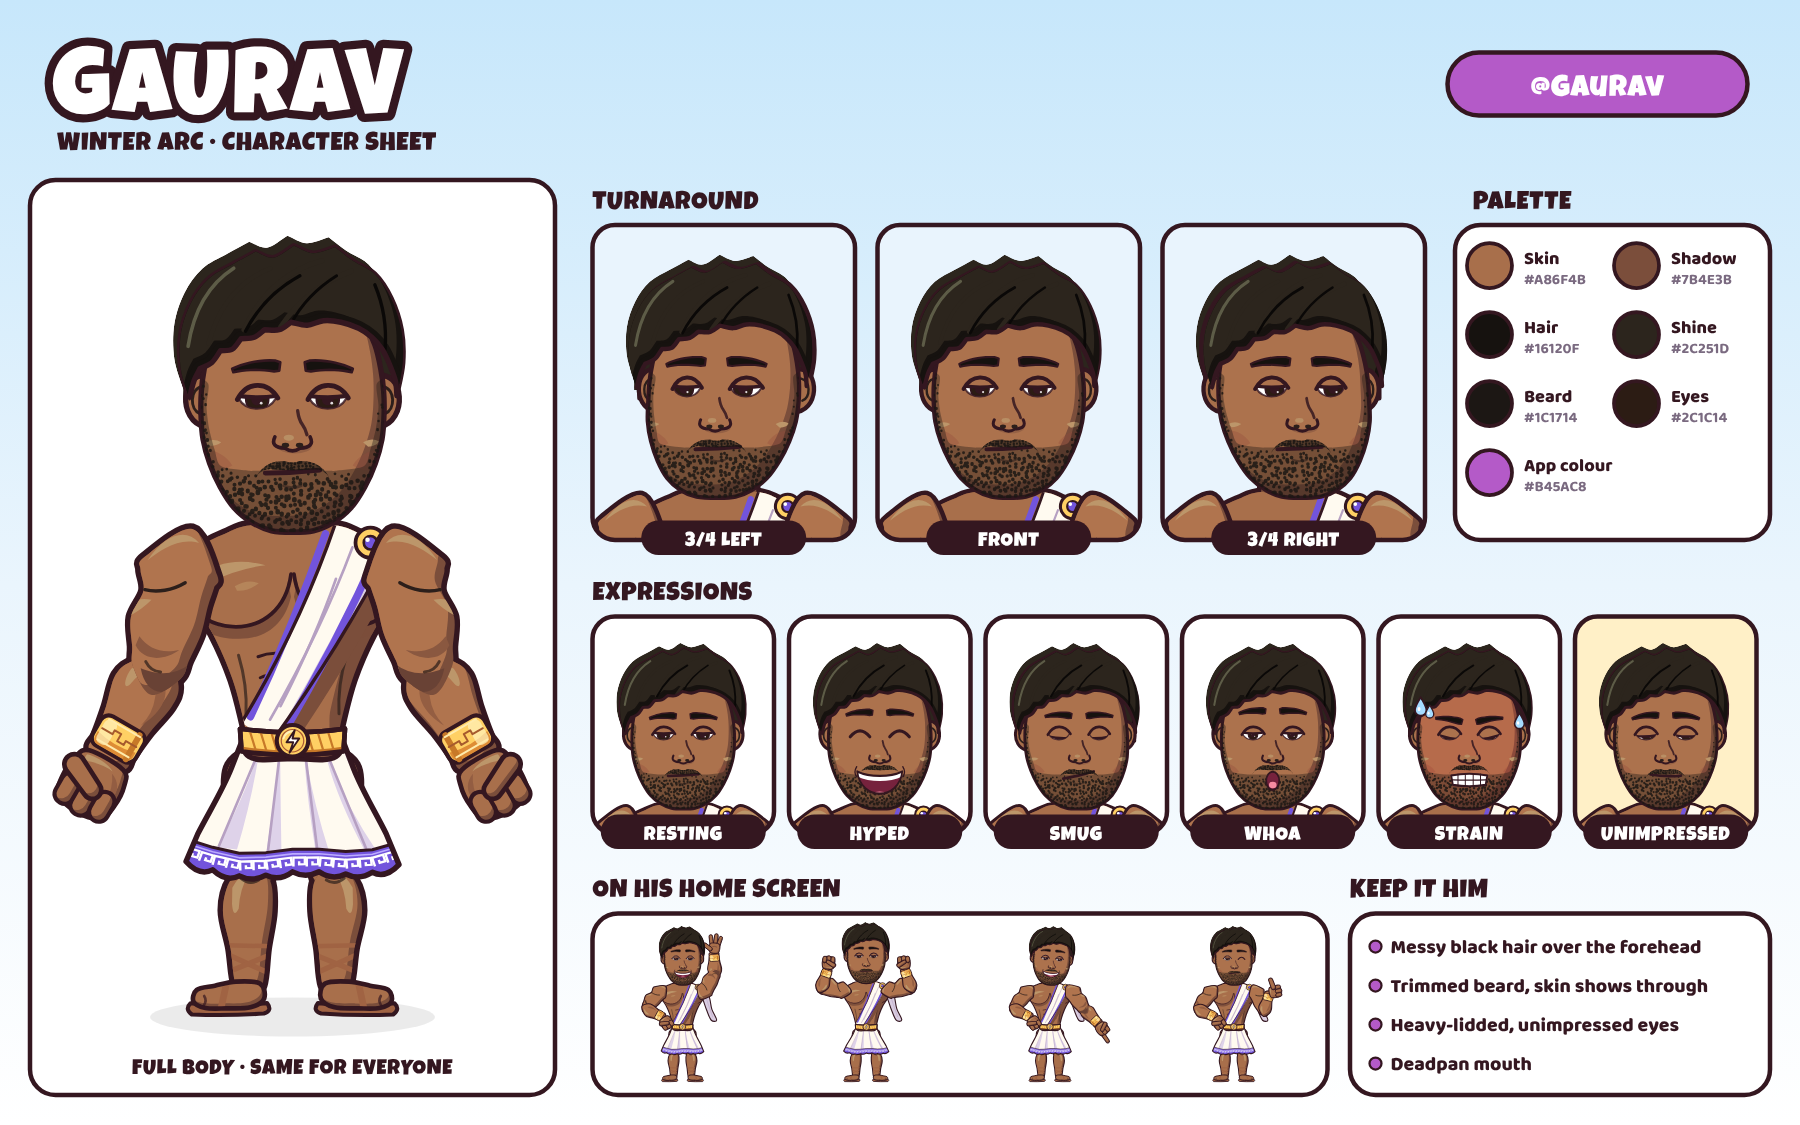 GAURAV
WINTER ARC · CHARACTER SHEET
@GAURAV
FULL BODY · SAME FOR EVERYONE
TURNAROUND
3/4 LEFT
FRONT
3/4 RIGHT
PALETTE
Skin
#A86F4B
Shadow
#7B4E3B
Hair
#16120F
Shine
#2C251D
Beard
#1C1714
Eyes
#2C1C14
App colour
#B45AC8
EXPRESSIONS
RESTING
HYPED
SMUG
WHOA
STRAIN
UNIMPRESSED
ON HIS HOME SCREEN
KEEP IT HIM
Messy black hair over the forehead
Trimmed beard, skin shows through
Heavy-lidded, unimpressed eyes
Deadpan mouth